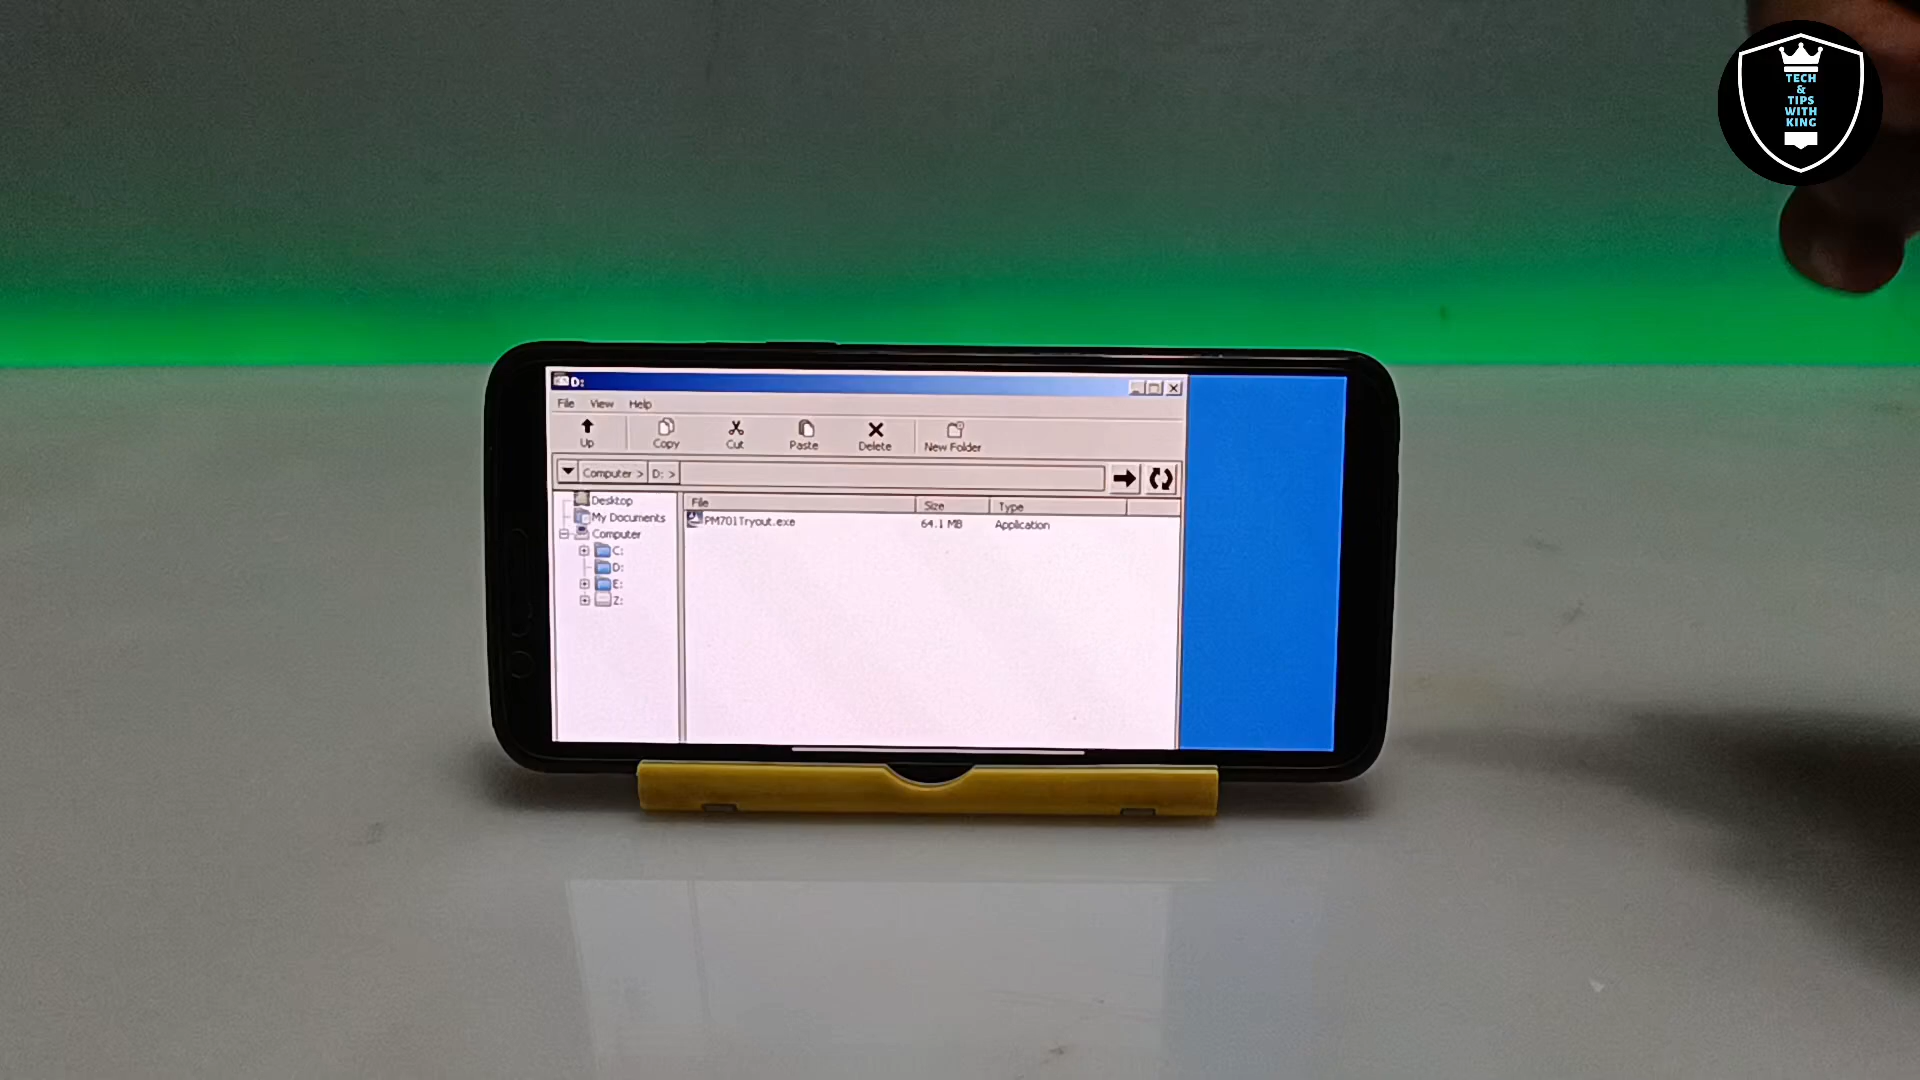 TECH
&
TIPS
WITH
KING
D:
File View Help
Up Copy Cut Paste Delete New Folder
Computer > D: >
File Size Type
PM701Tryout.exe 64.1 MB Application
Desktop
My Documents
Computer
C:
D:
E:
Z: